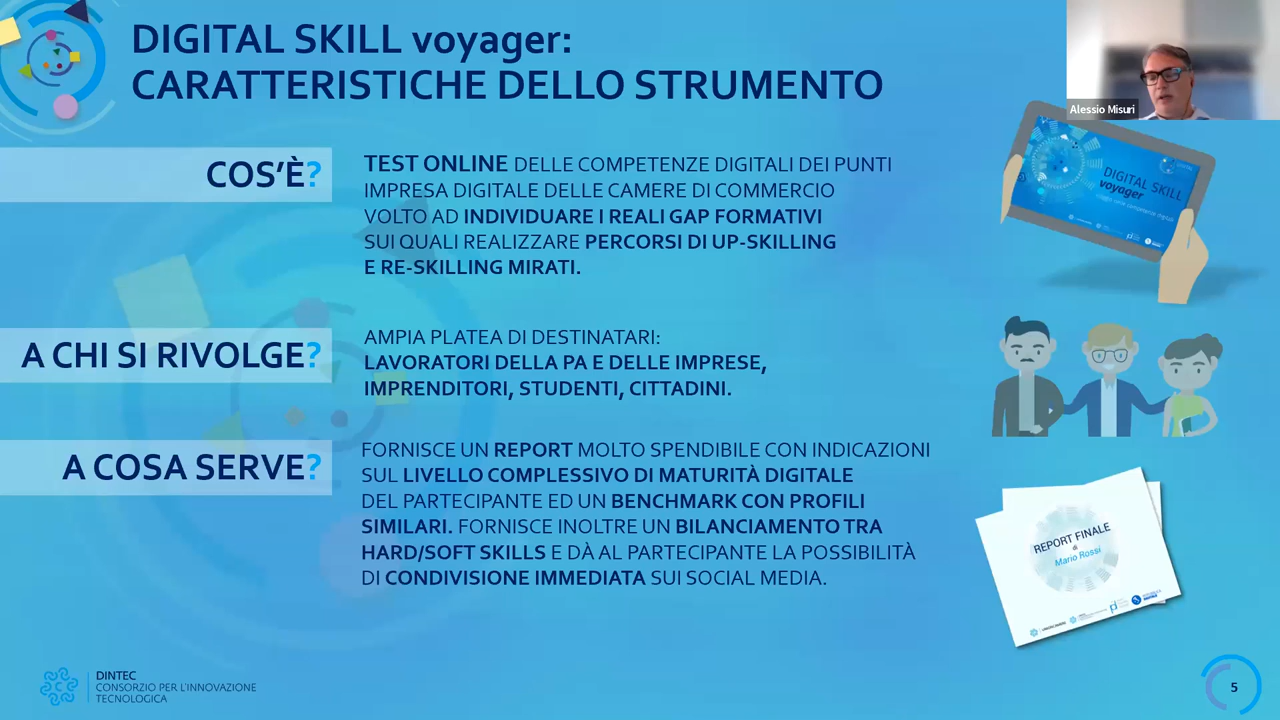 DIGITAL SKILL voyager:
CARATTERISTICHE DELLO STRUMENTO
Alessio Misuri
COS'È?
TEST ONLINE DELLE COMPETENZE DIGITALI DEI PUNTI
IMPRESA DIGITALE DELLE CAMERE DI COMMERCIO
VOLTO AD INDIVIDUARE I REALI GAP FORMATIVI
SUI QUALI REALIZZARE PERCORSI DI UP-SKILLING
E RE-SKILLING MIRATI.
DIGITAL SKILL
voyager
A CHI SI RIVOLGE?
AMPIA PLATEA DI DESTINATARI:
LAVORATORI DELLA PA E DELLE IMPRESE,
IMPRENDITORI, STUDENTI, CITTADINI.
A COSA SERVE?
FORNISCE UN REPORT MOLTO SPENDIBILE CON INDICAZIONI
SUL LIVELLO COMPLESSIVO DI MATURITÀ DIGITALE
DEL PARTECIPANTE ED UN BENCHMARK CON PROFILI
SIMILARI. FORNISCE INOLTRE UN BILANCIAMENTO TRA
HARD/SOFT SKILLS E DÀ AL PARTECIPANTE LA POSSIBILITÀ
DI CONDIVISIONE IMMEDIATA SUI SOCIAL MEDIA.
REPORT FINALE
di
Mario Rossi
DINTEC
CONSORZIO PER L'INNOVAZIONE
TECNOLOGICA
5